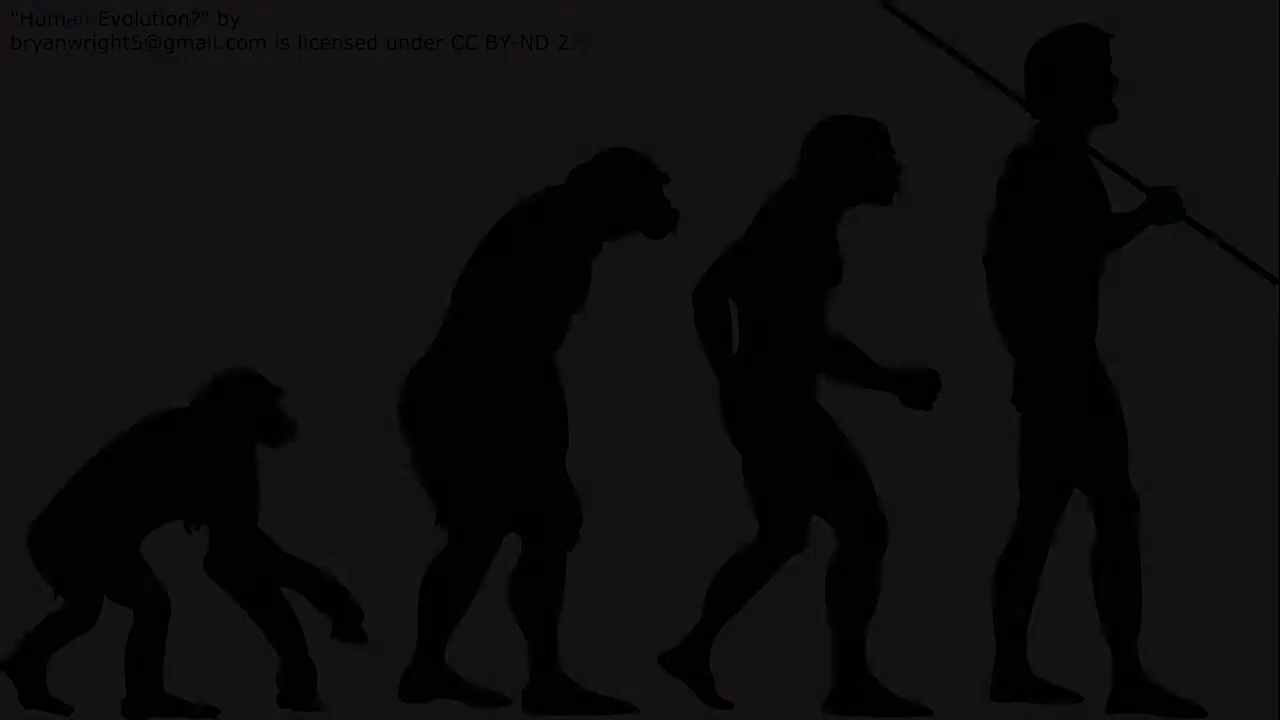 "Human Evolution?" by
bryanwright5@gmail.com is licensed under CC BY-ND 2.